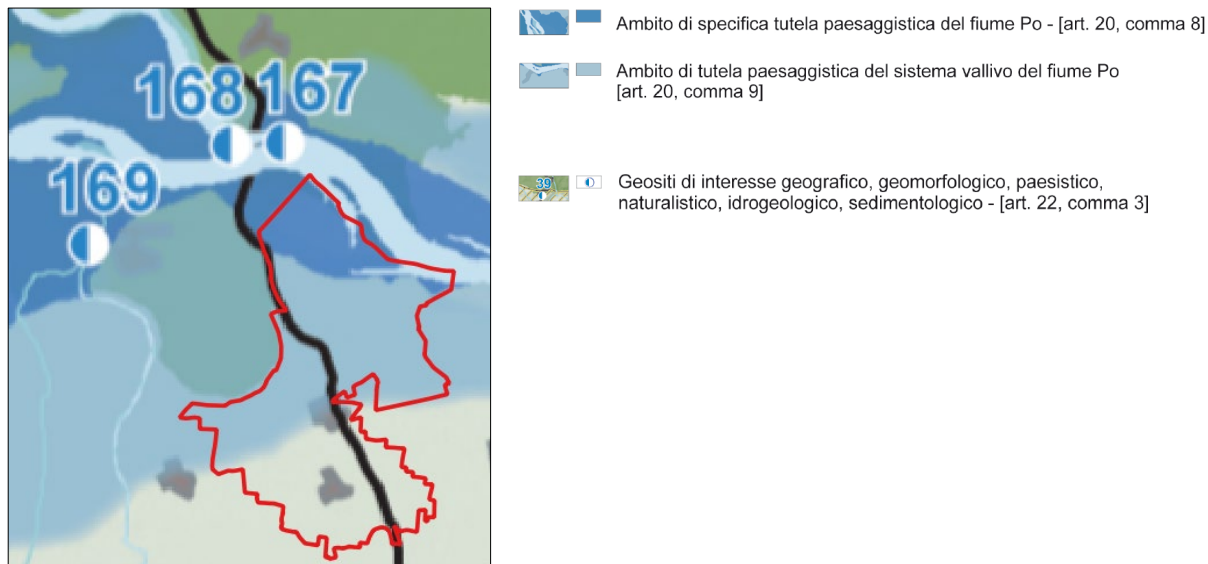 168 167
169
Ambito di specifica tutela paesaggistica del fiume Po - [art. 20, comma 8]
Ambito di tutela paesaggistica del sistema vallivo del fiume Po
[art. 20, comma 9]
39
Geositi di interesse geografico, geomorfologico, paesistico,
naturalistico, idrogeologico, sedimentologico - [art. 22, comma 3]